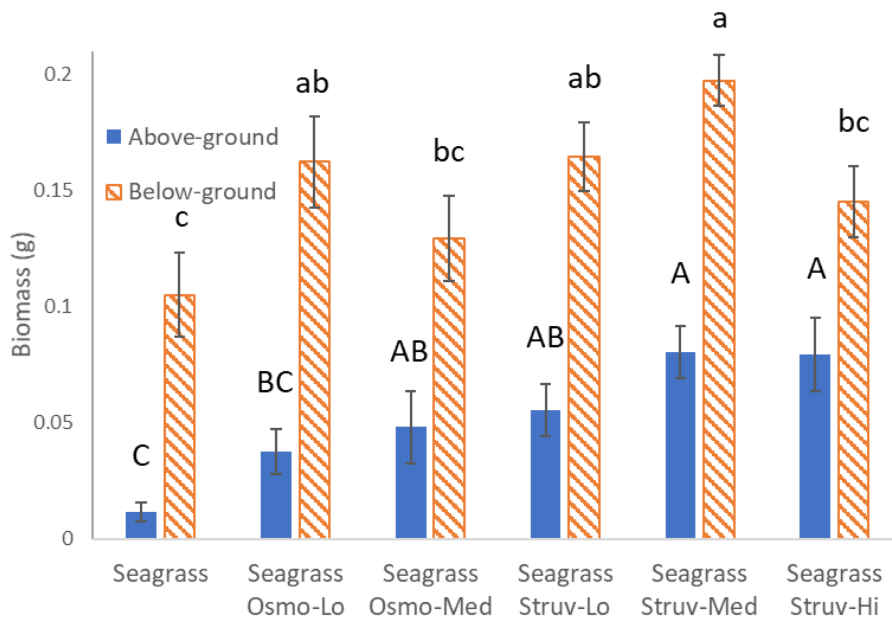 a
0.2
ab
ab
Above-ground
bc
bc
Below-ground
0.15
c
Biomass (g)
A
A
0.1
AB
AB
BC
0.05
C
0
Seagrass
Seagrass
Osmo-Lo
Seagrass
Osmo-Med
Seagrass
Struv-Lo
Seagrass
Struv-Med
Seagrass
Struv-Hi